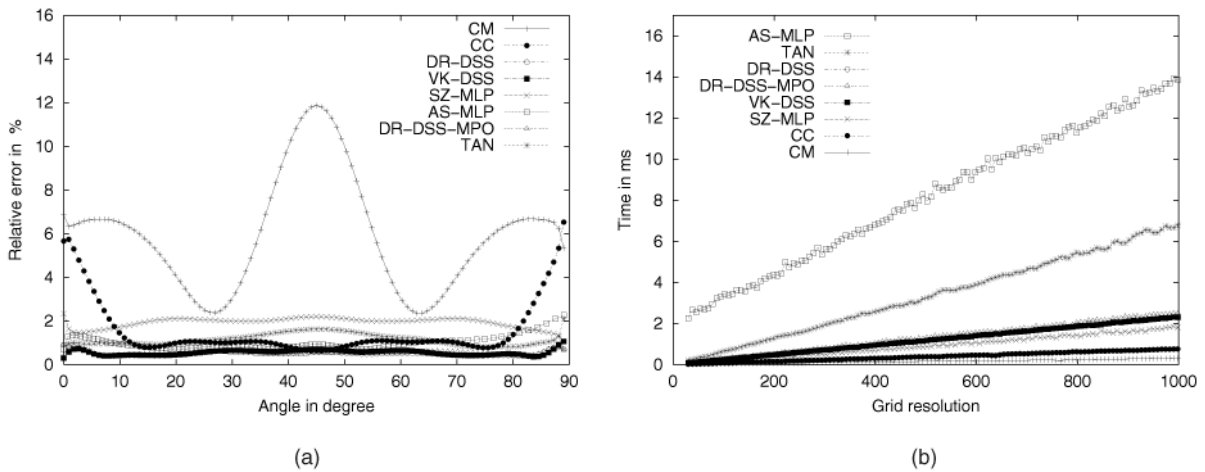 16
14
12
10
8
6
4
2
0
Relative error in %
CM
CC
DR-DSS
VK-DSS
SZ-MLP
AS-MLP
DR-DSS-MPO
TAN
0 10 20 30 40 50 60 70 80 90
Angle in degree
(a)
16
14
12
10
8
6
4
2
0
Time in ms
AS-MLP
TAN
DR-DSS
DR-DSS-MPO
VK-DSS
SZ-MLP
CC
CM
0 200 400 600 800 1000
Grid resolution
(b)